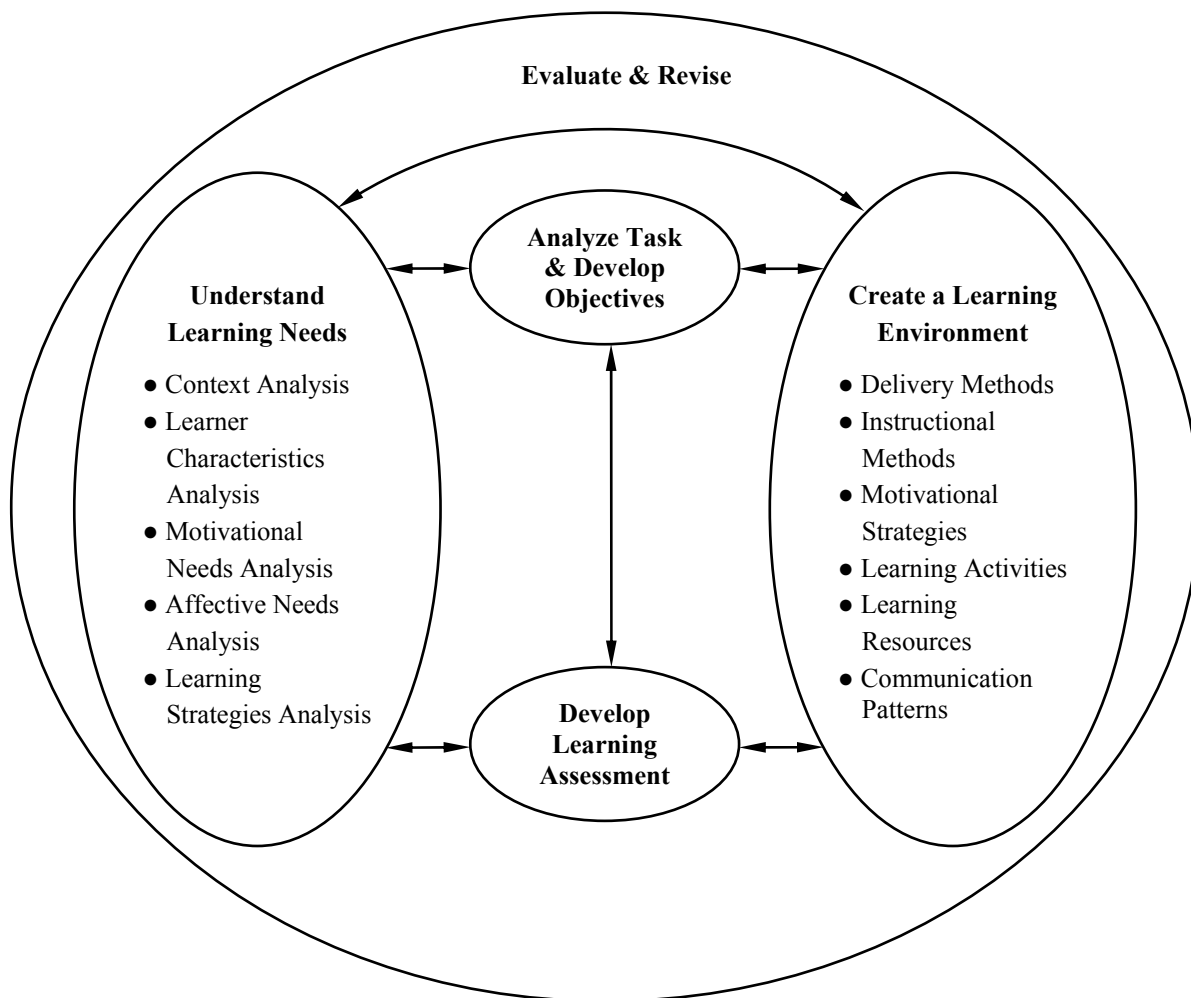 Evaluate & Revise
Understand
Learning Needs
● Context Analysis
● Learner
Characteristics
Analysis
● Motivational
Needs Analysis
● Affective Needs
Analysis
● Learning
Strategies Analysis
Analyze Task
& Develop
Objectives
Develop
Learning
Assessment
Create a Learning
Environment
● Delivery Methods
● Instructional
Methods
● Motivational
Strategies
● Learning Activities
● Learning
Resources
● Communication
Patterns